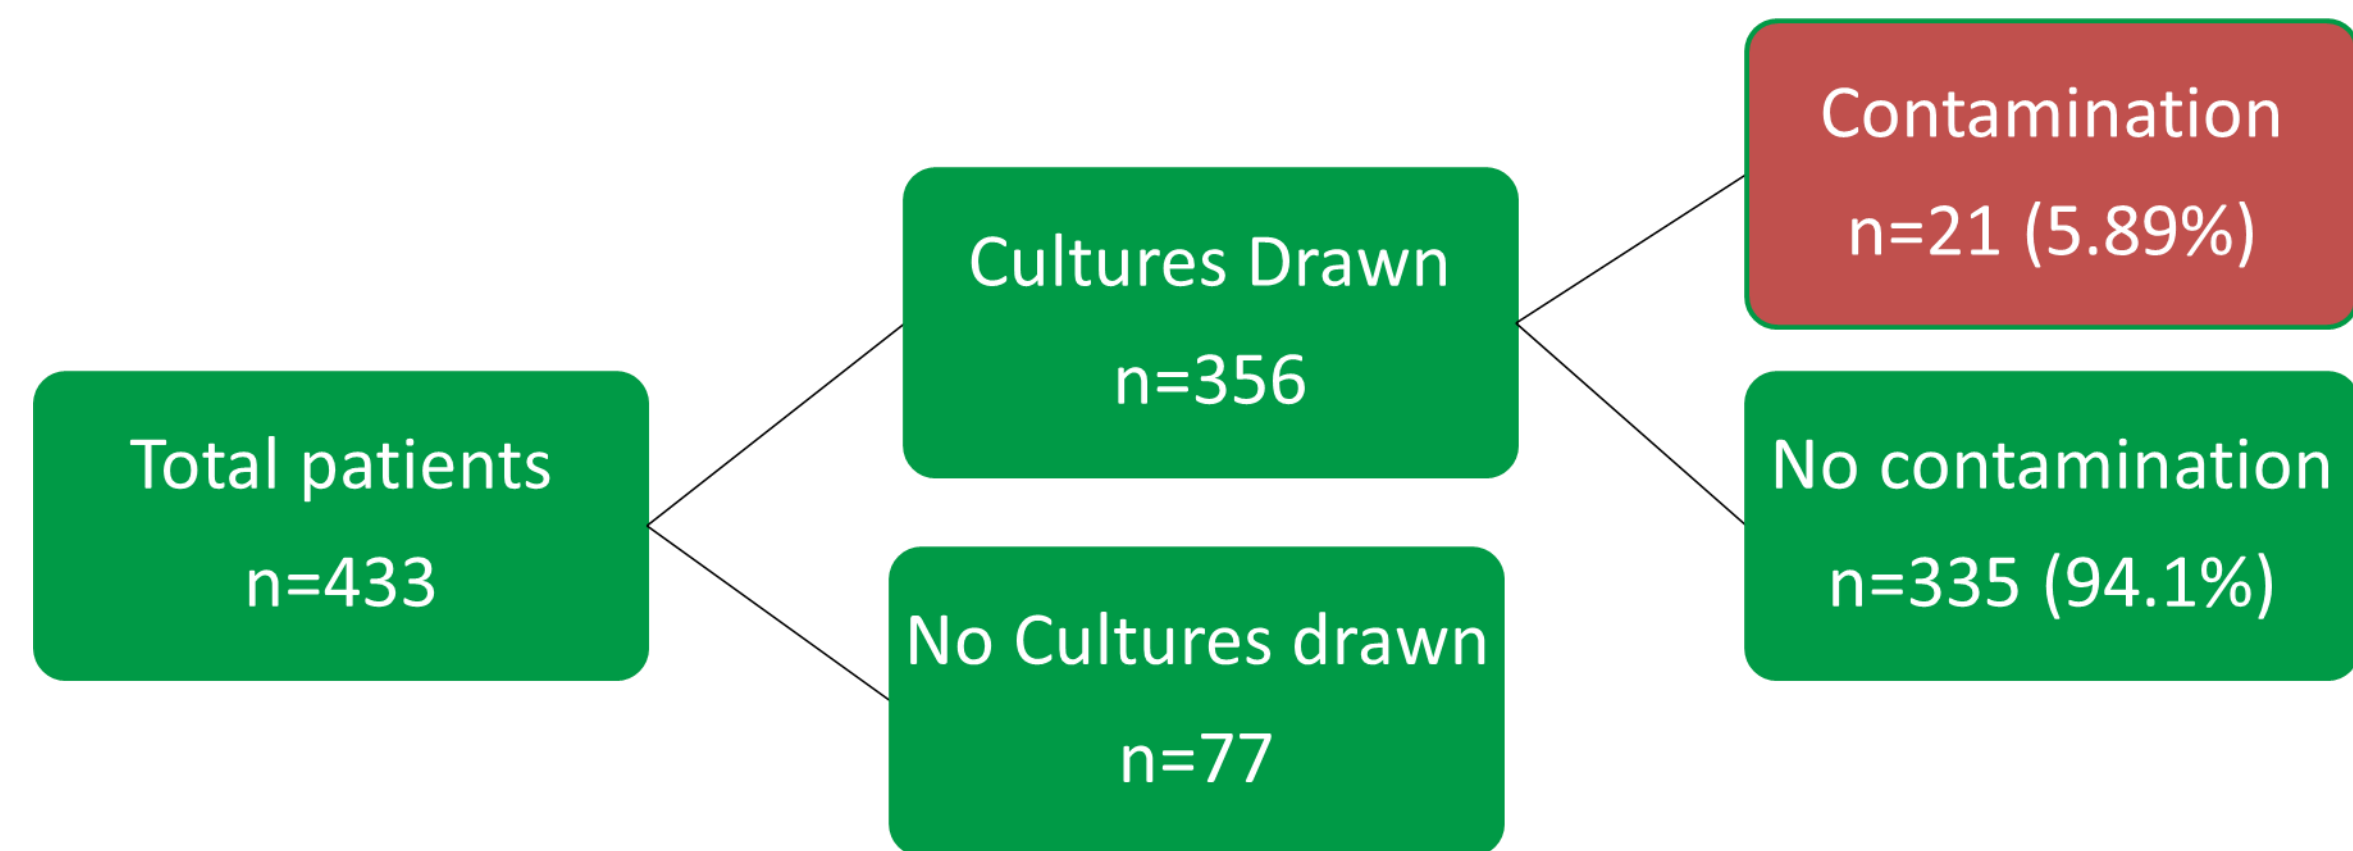 Total patients
n=433
Cultures Drawn
n=356
No Cultures drawn
n=77
Contamination
n=21 (5.89%)
No contamination
n=335 (94.1%)